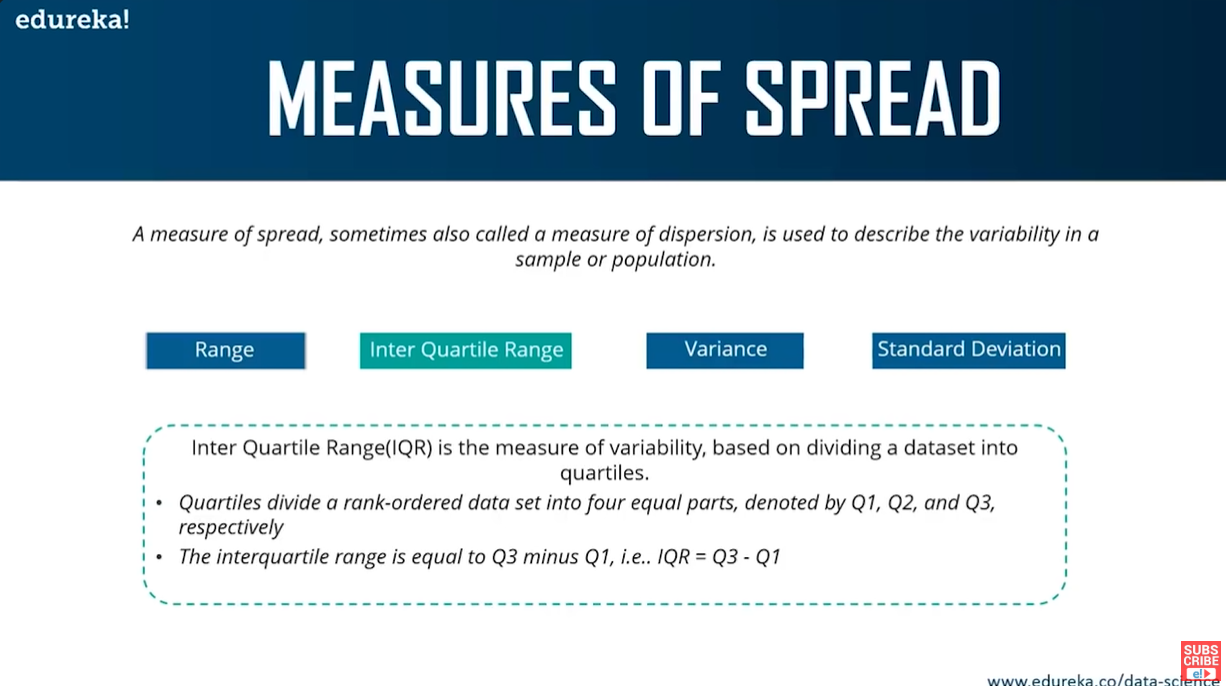 edureka!
MEASURES OF SPREAD
A measure of spread, sometimes also called a measure of dispersion, is used to describe the variability in a
sample or population.
Range
Inter Quartile Range
Variance
Standard Deviation
Inter Quartile Range(IQR) is the measure of variability, based on dividing a dataset into
quartiles.
• Quartiles divide a rank-ordered data set into four equal parts, denoted by Q1, Q2, and Q3,
respectively
• The interquartile range is equal to Q3 minus Q1, i.e.. IQR = Q3 - Q1
SUBS
CRIBE
e!
www.edureka.co/data-science